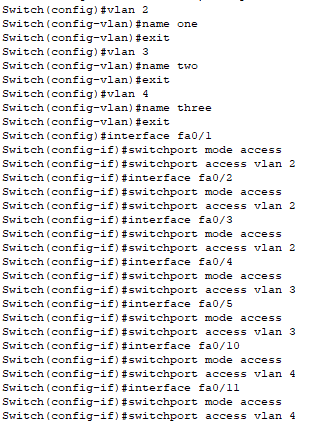 Switch(config)#vlan 2
Switch(config-vlan)#name one
Switch(config-vlan)#exit
Switch(config)#vlan 3
Switch(config-vlan)#name two
Switch(config-vlan)#exit
Switch(config)#vlan 4
Switch(config-vlan)#name three
Switch(config-vlan)#exit
Switch(config)#interface fa0/1
Switch(config-if)#switchport mode access
Switch(config-if)#switchport access vlan 2
Switch(config-if)#interface fa0/2
Switch(config-if)#switchport mode access
Switch(config-if)#switchport access vlan 2
Switch(config-if)#interface fa0/3
Switch(config-if)#switchport mode access
Switch(config-if)#switchport access vlan 2
Switch(config-if)#interface fa0/4
Switch(config-if)#switchport mode access
Switch(config-if)#switchport access vlan 3
Switch(config-if)#interface fa0/5
Switch(config-if)#switchport mode access
Switch(config-if)#switchport access vlan 3
Switch(config-if)#interface fa0/10
Switch(config-if)#switchport mode access
Switch(config-if)#switchport access vlan 4
Switch(config-if)#interface fa0/11
Switch(config-if)#switchport mode access
Switch(config-if)#switchport access vlan 4